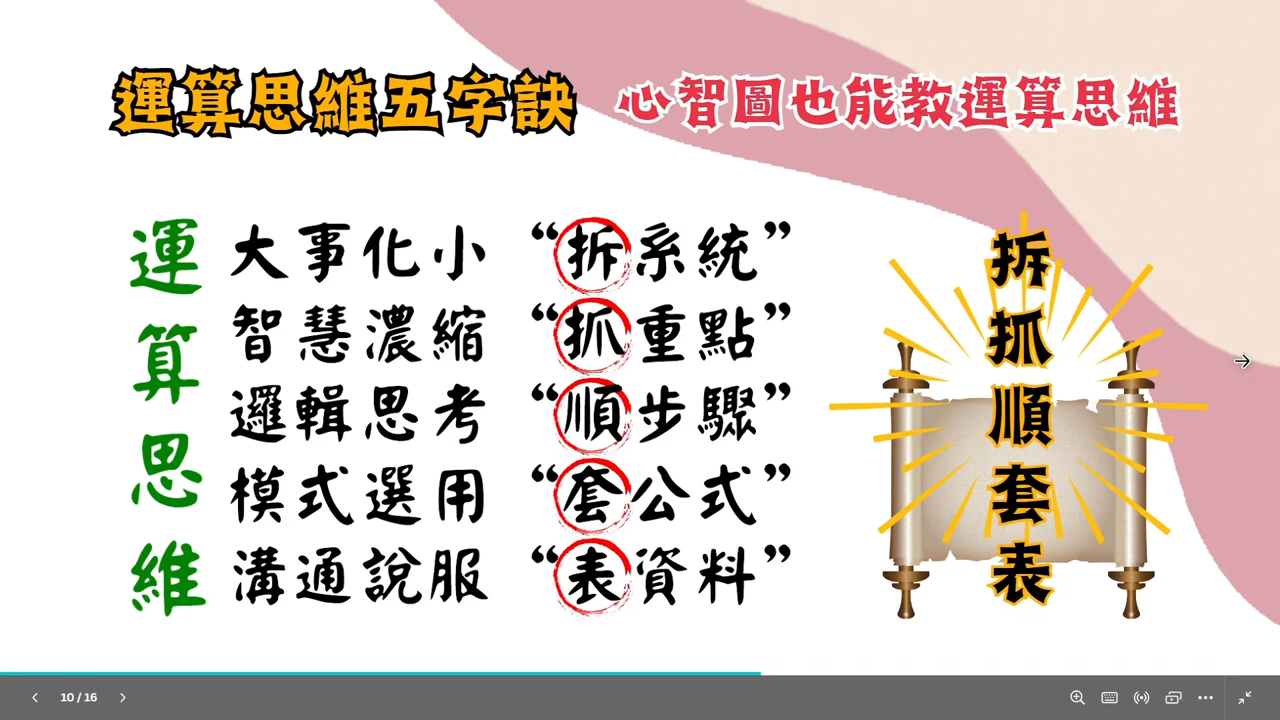 運算思維五字訣 心智圖也能教運算思維
運算思維
大事化小 “拆系統”
智慧濃縮 “抓重點”
邏輯思考 “順步驟”
模式選用 “套公式”
溝通說服 “表資料”
拆抓順套表
10 / 16